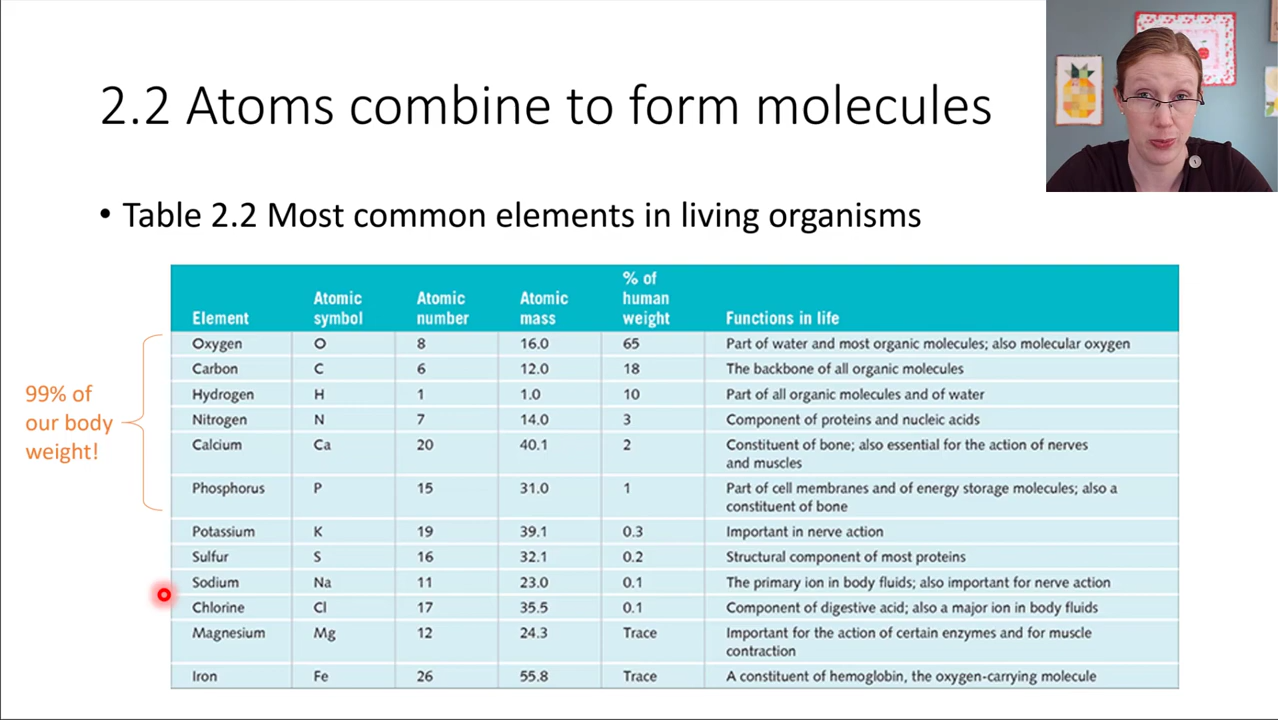 2.2 Atoms combine to form molecules
• Table 2.2 Most common elements in living organisms
Element Atomic symbol Atomic number Atomic mass % of human weight Functions in life
Oxygen O 8 16.0 65 Part of water and most organic molecules; also molecular oxygen
Carbon C 6 12.0 18 The backbone of all organic molecules
Hydrogen H 1 1.0 10 Part of all organic molecules and of water
Nitrogen N 7 14.0 3 Component of proteins and nucleic acids
Calcium Ca 20 40.1 2 Constituent of bone; also essential for the action of nerves
and muscles
Phosphorus P 15 31.0 1 Part of cell membranes and of energy storage molecules; also a
constituent of bone
Potassium K 19 39.1 0.3 Important in nerve action
Sulfur S 16 32.1 0.2 Structural component of most proteins
Sodium Na 11 23.0 0.1 The primary ion in body fluids; also important for nerve action
Chlorine Cl 17 35.5 0.1 Component of digestive acid; also a major ion in body fluids
Magnesium Mg 12 24.3 Trace Important for the action of certain enzymes and for muscle
contraction
Iron Fe 26 55.8 Trace A constituent of hemoglobin, the oxygen-carrying molecule
99% of
our body
weight!